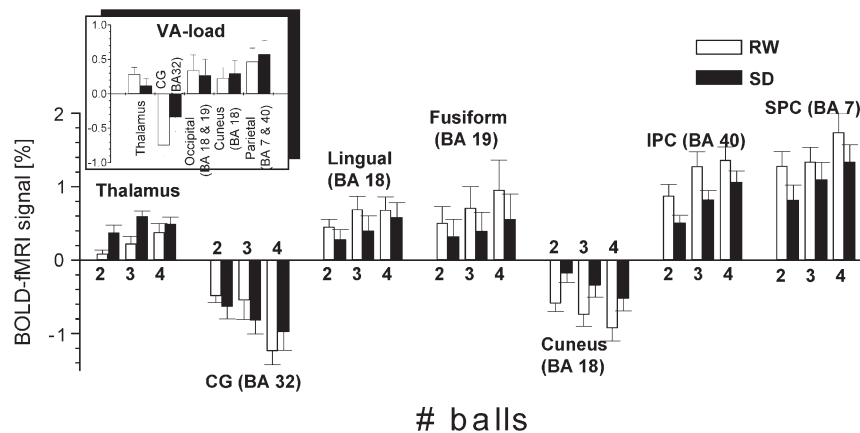 VA-load
1.0
0.5
0.0
-0.5
-1.0
Thalamus
CG
(BA32)
Occipital
(BA 18 & 19)
Cuneus
(BA 18)
Parietal
(BA 7 & 40)
RW
SD
BOLD-fMRI signal [%]
2
1
0
-1
Thalamus
2 3 4
CG (BA 32)
2 3 4
Lingual
(BA 18)
2 3 4
Fusiform
(BA 19)
2 3 4
Cuneus
(BA 18)
2 3 4
IPC (BA 40)
2 3 4
SPC (BA 7)
2 3 4
# balls